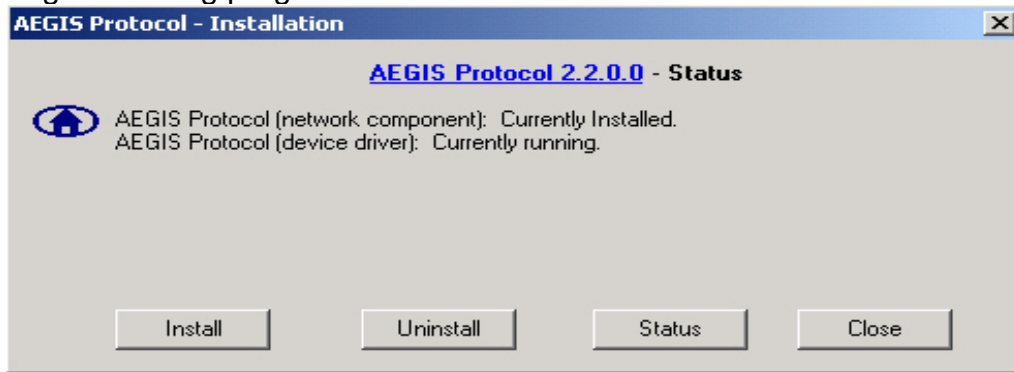 AEGIS Protocol - Installation
AEGIS Protocol 2.2.0.0 - Status
AEGIS Protocol (network component): Currently Installed.
AEGIS Protocol (device driver): Currently running.
Install Uninstall Status Close